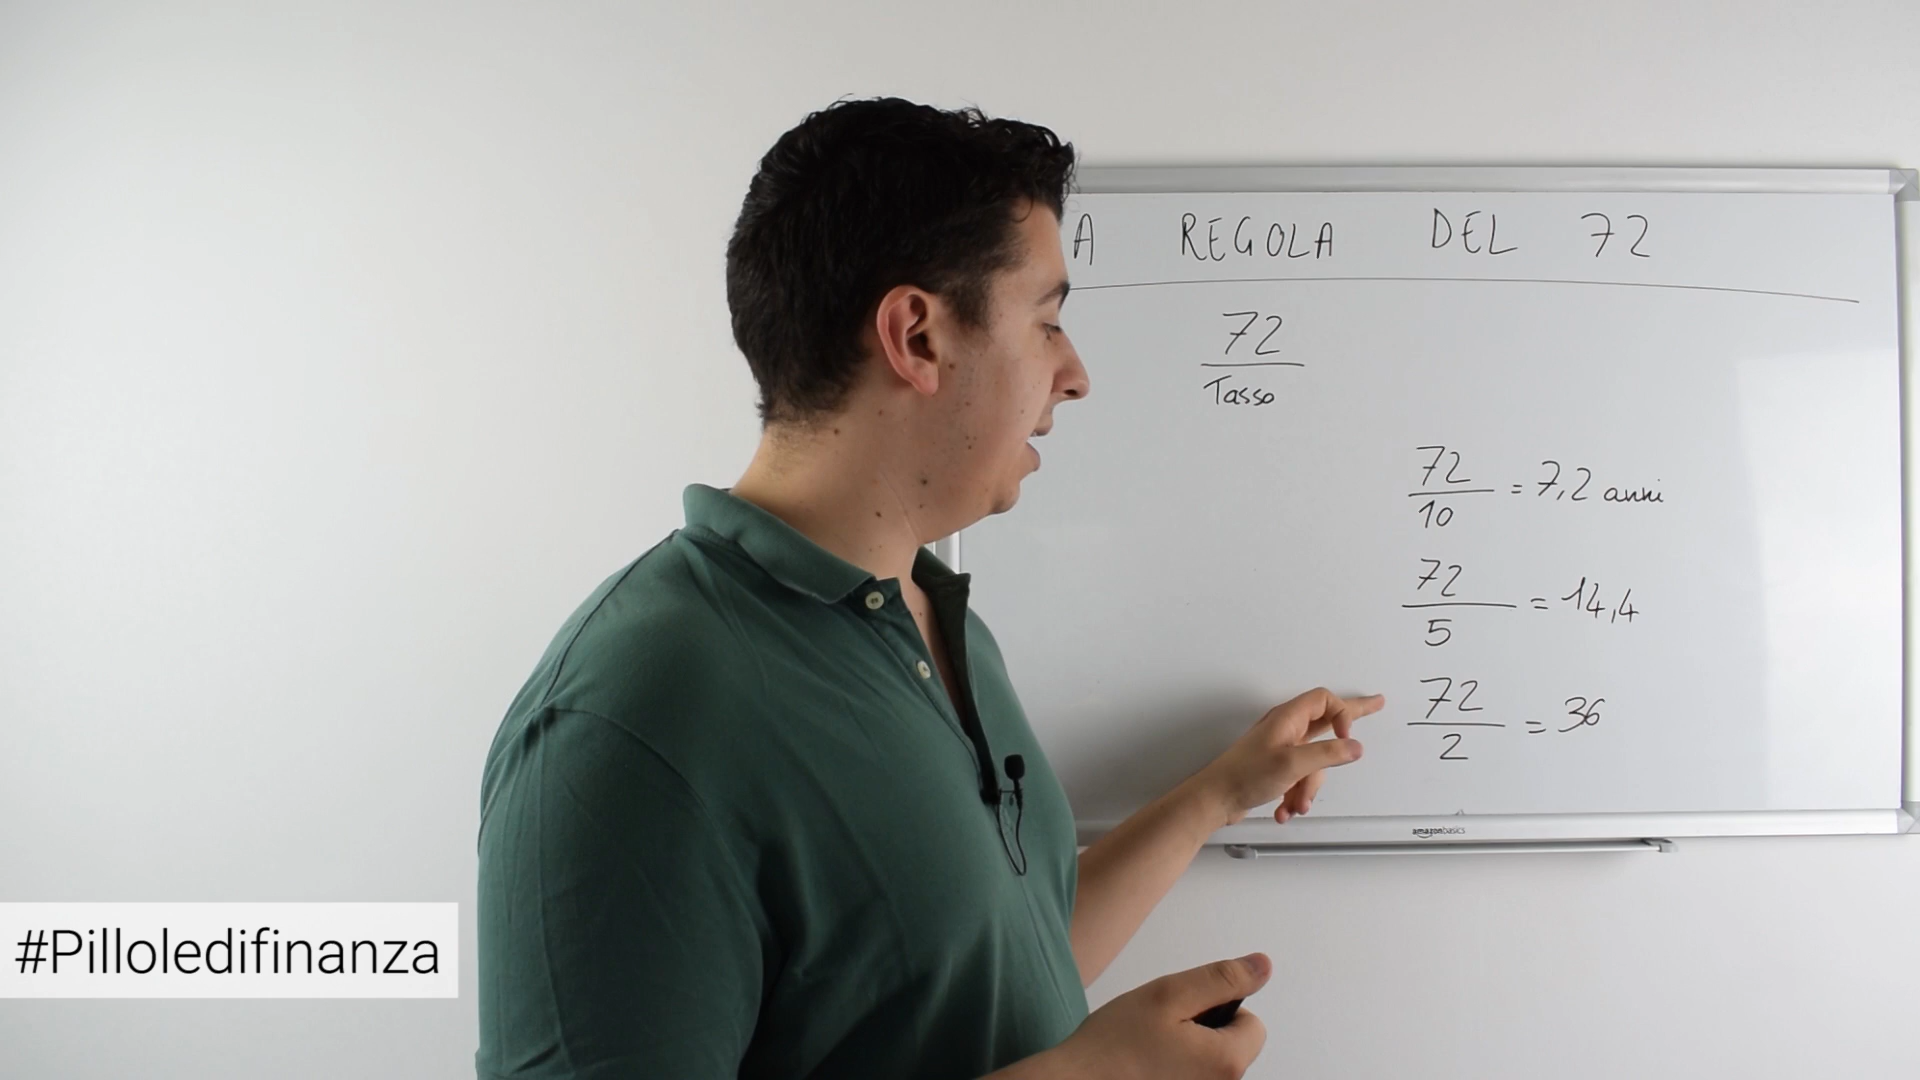 A REGOLA DEL 72
72
Tasso
72
10
= 7,2 anni
72
5
= 14,4
72
2
= 36
amazonbasics
#Pilloledifinanza